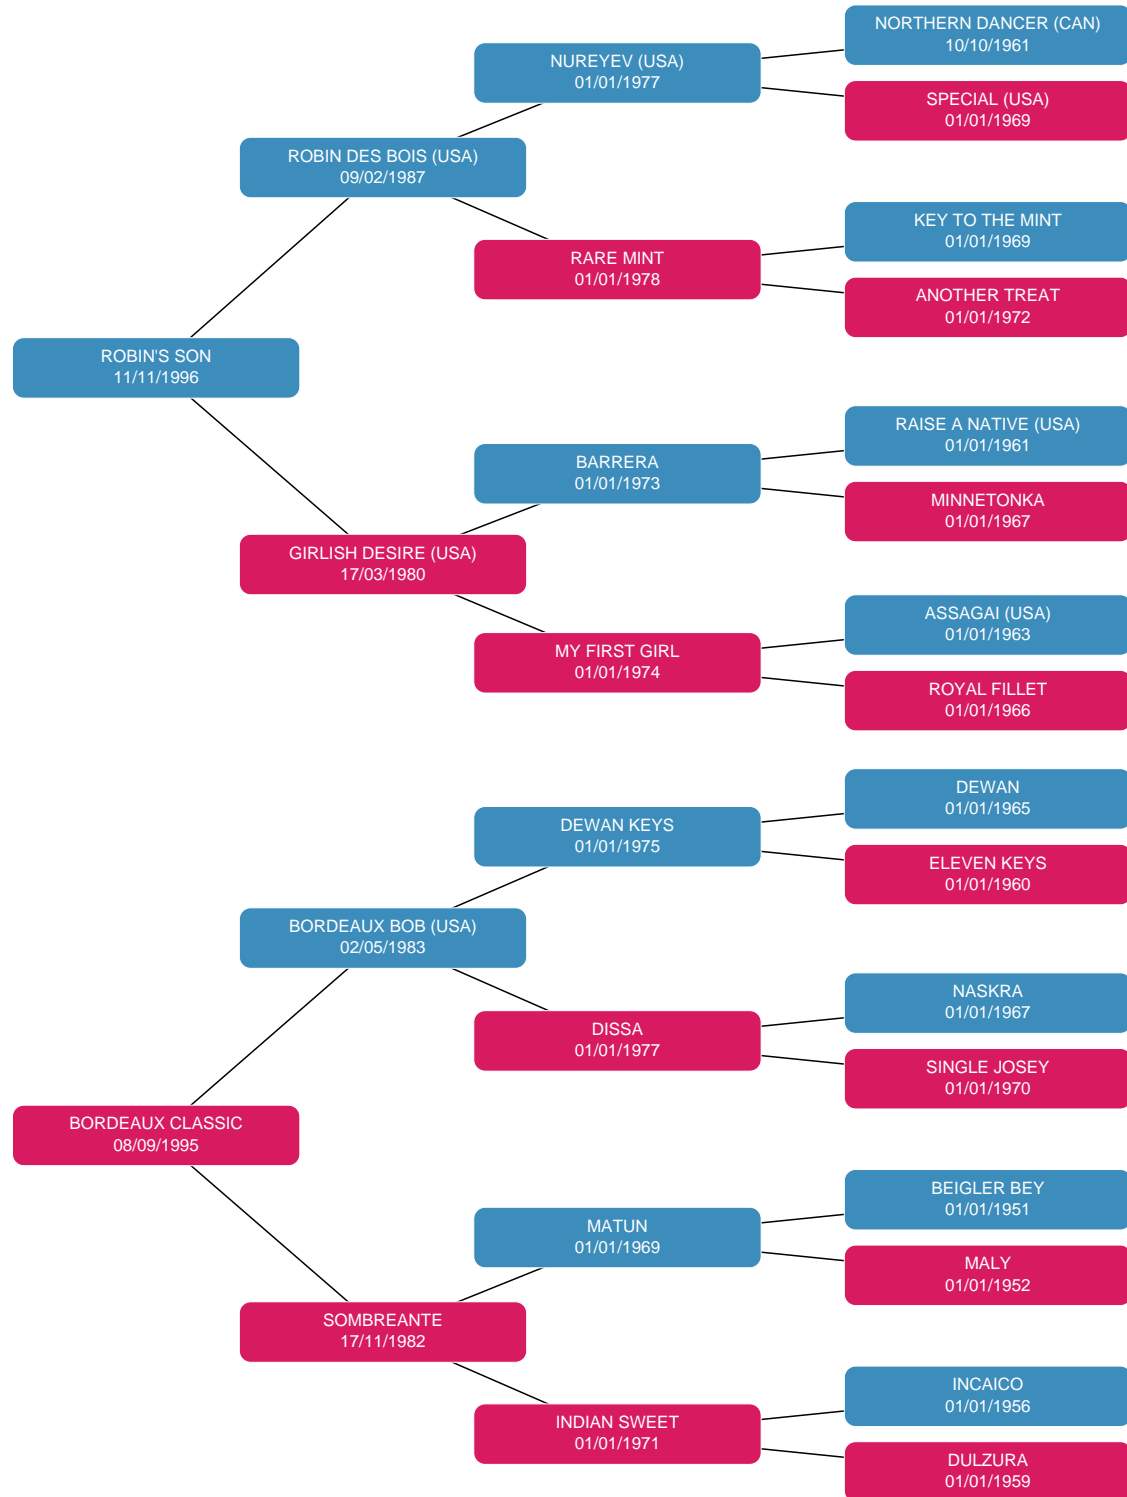 NORTHERN DANCER (CAN)
10/10/1961
NUREYEV (USA)
01/01/1977
SPECIAL (USA)
01/01/1969
ROBIN DES BOIS (USA)
09/02/1987
KEY TO THE MINT
01/01/1969
RARE MINT
01/01/1978
ANOTHER TREAT
01/01/1972
ROBIN'S SON
11/11/1996
RAISE A NATIVE (USA)
01/01/1961
BARRERA
01/01/1973
MINNETONKA
01/01/1967
GIRLISH DESIRE (USA)
17/03/1980
ASSAGAI (USA)
01/01/1963
MY FIRST GIRL
01/01/1974
ROYAL FILLET
01/01/1966
DEWAN
01/01/1965
DEWAN KEYS
01/01/1975
ELEVEN KEYS
01/01/1960
BORDEAUX BOB (USA)
02/05/1983
NASKRA
01/01/1967
DISSA
01/01/1977
SINGLE JOSEY
01/01/1970
BORDEAUX CLASSIC
08/09/1995
BEIGLER BEY
01/01/1951
MATUN
01/01/1969
MALY
01/01/1952
SOMBREANTE
17/11/1982
INCAICO
01/01/1956
INDIAN SWEET
01/01/1971
DULZURA
01/01/1959